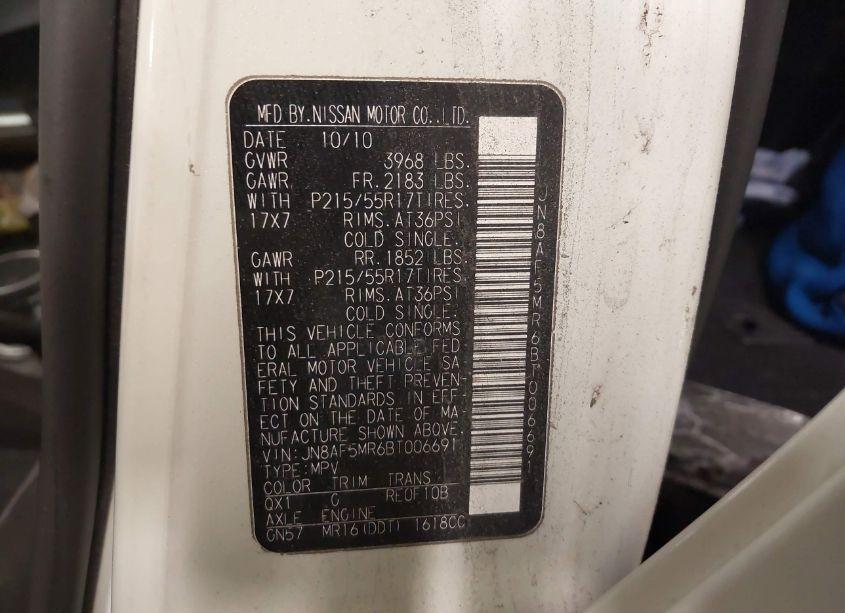 MFD BY.NISSAN MOTOR CO.,LTD.
DATE 10/10
GVWR 3968 LBS.
GAWR FR.2183 LBS.
WITH P215/55R17TIRES.
17X7 RIMS.AT36PSI
COLD SINGLE.
GAWR RR.1852 LBS.
WITH P215/55R17TIRES.
17X7 RIMS.AT36PSI
COLD SINGLE.
THIS VEHICLE CONFORMS
TO ALL APPLICABLE FED-
ERAL MOTOR VEHICLE SA-
FETY AND THEFT PREVEN-
TION STANDARDS IN EFF-
ECT ON THE DATE OF MA-
NUFACTURE SHOWN ABOVE.
VIN:JN8AF5MR6BT006691
TYPE:MPV
COLOR TRIM TRANS
QX1 C RE0F10B
AXLE ENGINE
GN57 MR16(DDT) 1618CC
JN8AF5MR6BT006691